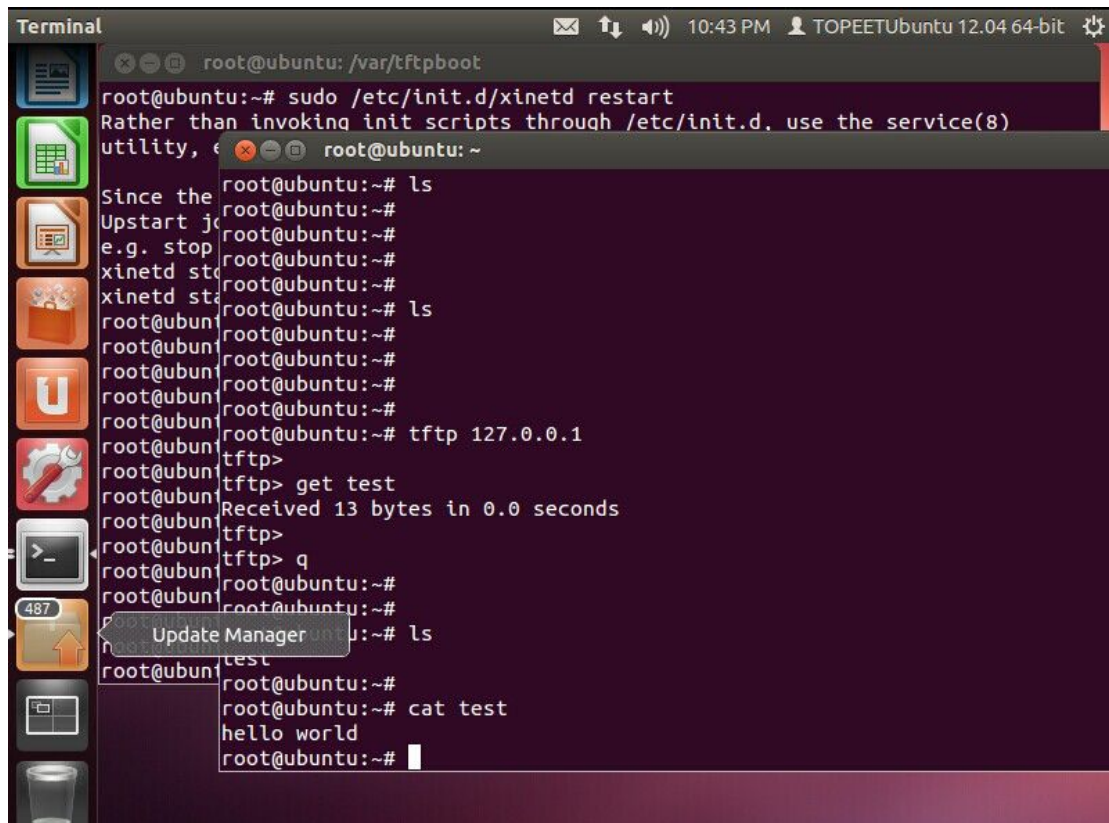 Terminal 10:43 PM TOPEETUbuntu 12.04 64-bit
root@ubuntu: /var/tftpboot
root@ubuntu:~# sudo /etc/init.d/xinetd restart
Rather than invoking init scripts through /etc/init.d, use the service(8)
utility,
Since the
Upstart
e.g. stop
xinetd
xinetd
root@ubuntu: ~
root@ubuntu:~# ls
root@ubuntu:~#
root@ubuntu:~#
root@ubuntu:~#
root@ubuntu:~#
root@ubuntu:~# ls
root@ubuntu:~#
root@ubuntu:~#
root@ubuntu:~#
root@ubuntu:~#
root@ubuntu:~# tftp 127.0.0.1
tftp>
tftp> get test
Received 13 bytes in 0.0 seconds
tftp>
tftp> q
root@ubuntu:~#
root@ubuntu:~#
:~# ls
test
root@ubuntu:~#
root@ubuntu:~# cat test
hello world
root@ubuntu:~#
487
Update Manager